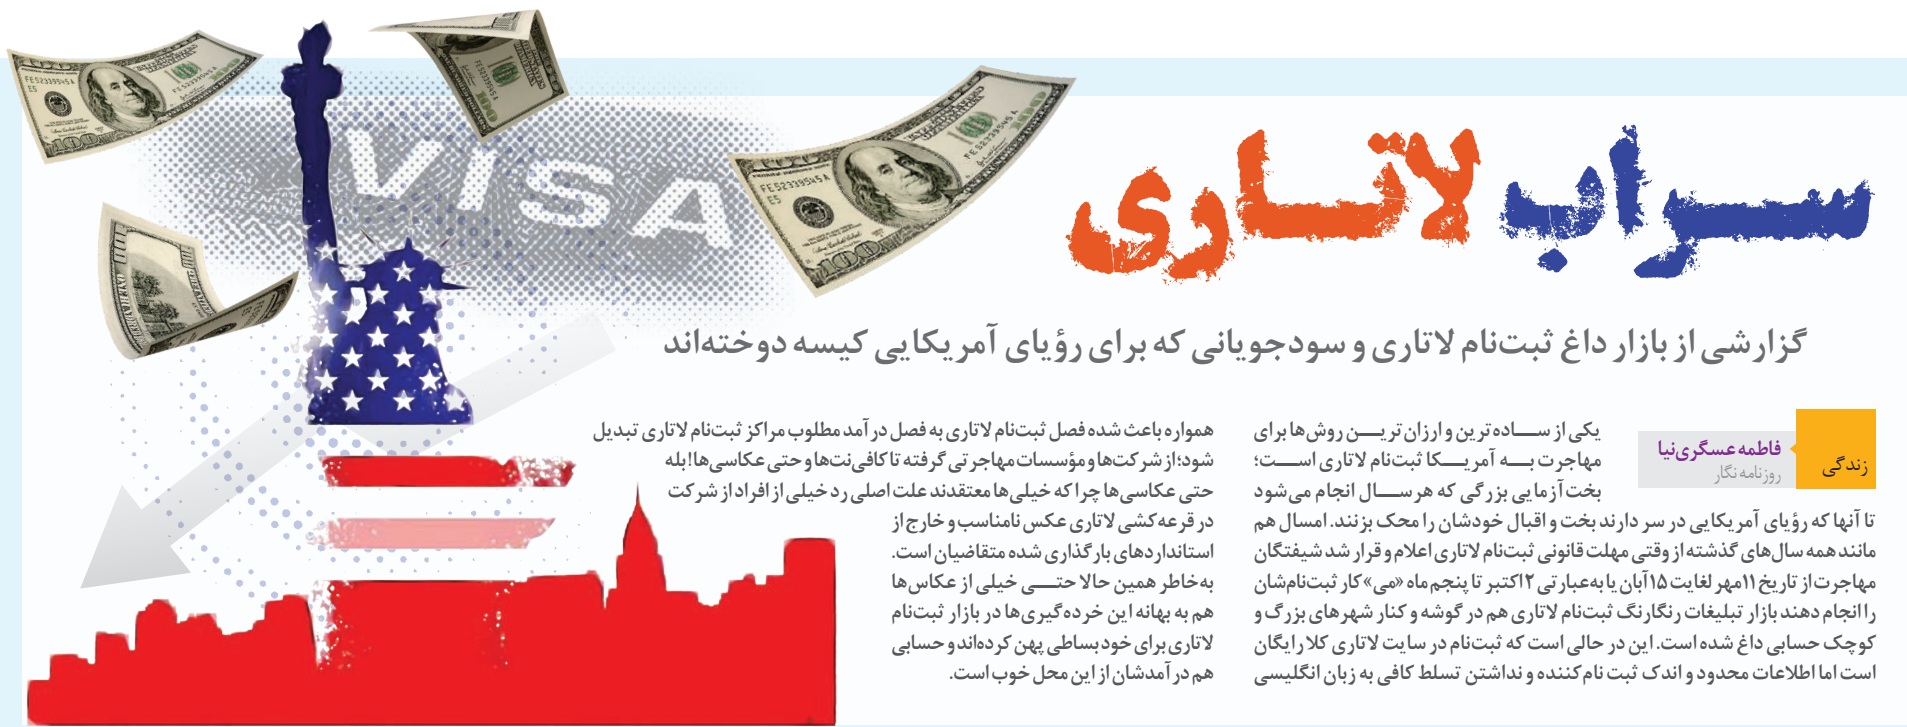 VISA
سراب لاتاری
گزارشی از بازار داغ ثبت‌نام لاتاری و سودجویانی که برای رؤیای آمریکایی کیسه دوخته‌اند
زندگی
فاطمه عسگری‌نیا
روزنامه نگار
یکی از ساده ترین و ارزان ترین روش‌ها برای
مهاجرت به آمریکا ثبت‌نام لاتاری است؛
بخت‌آزمایی بزرگی که هر سال انجام می‌شود
تا آنها که رؤیای آمریکایی در سر دارند بخت و اقبال خودشان را محک بزنند. امسال هم
مانند همه سال‌های گذشته از وقتی مهلت قانونی ثبت‌نام لاتاری اعلام و قرار شد شیفتگان
مهاجرت از تاریخ ۱۱مهر لغایت ۱۵آبان یا به‌عبارتی ۲اکتبر تا پنجم ماه «می» کار ثبت‌نام‌شان
را انجام دهند بازار تبلیغات رنگارنگ ثبت‌نام لاتاری هم در گوشه و کنار شهرهای بزرگ و
کوچک حسابی داغ شده است. این در حالی است که ثبت‌نام در سایت لاتاری کلا رایگان
است اما اطلاعات محدود و اندک ثبت نام‌کننده و نداشتن تسلط کافی به زبان انگلیسی
همواره باعث شده فصل ثبت‌نام لاتاری به فصل درآمد مطلوب مراکز ثبت‌نام لاتاری تبدیل
شود؛ از شرکت‌ها و مؤسسات مهاجرتی گرفته تا کافی‌نت‌ها و حتی عکاسی‌ها! بله
حتی عکاسی‌ها چرا که خیلی‌ها معتقدند علت اصلی رد خیلی از افراد از شرکت
در قرعه‌کشی لاتاری عکس نامناسب و خارج از
استانداردهای بارگذاری شده متقاضیان است.
به‌خاطر همین حالا حتی خیلی از عکاس‌ها
هم به بهانه این خرده‌گیری‌ها در بازار ثبت‌نام
لاتاری برای خود بساطی پهن کرده‌اند و حسابی
هم درآمدشان از این محل خوب است.